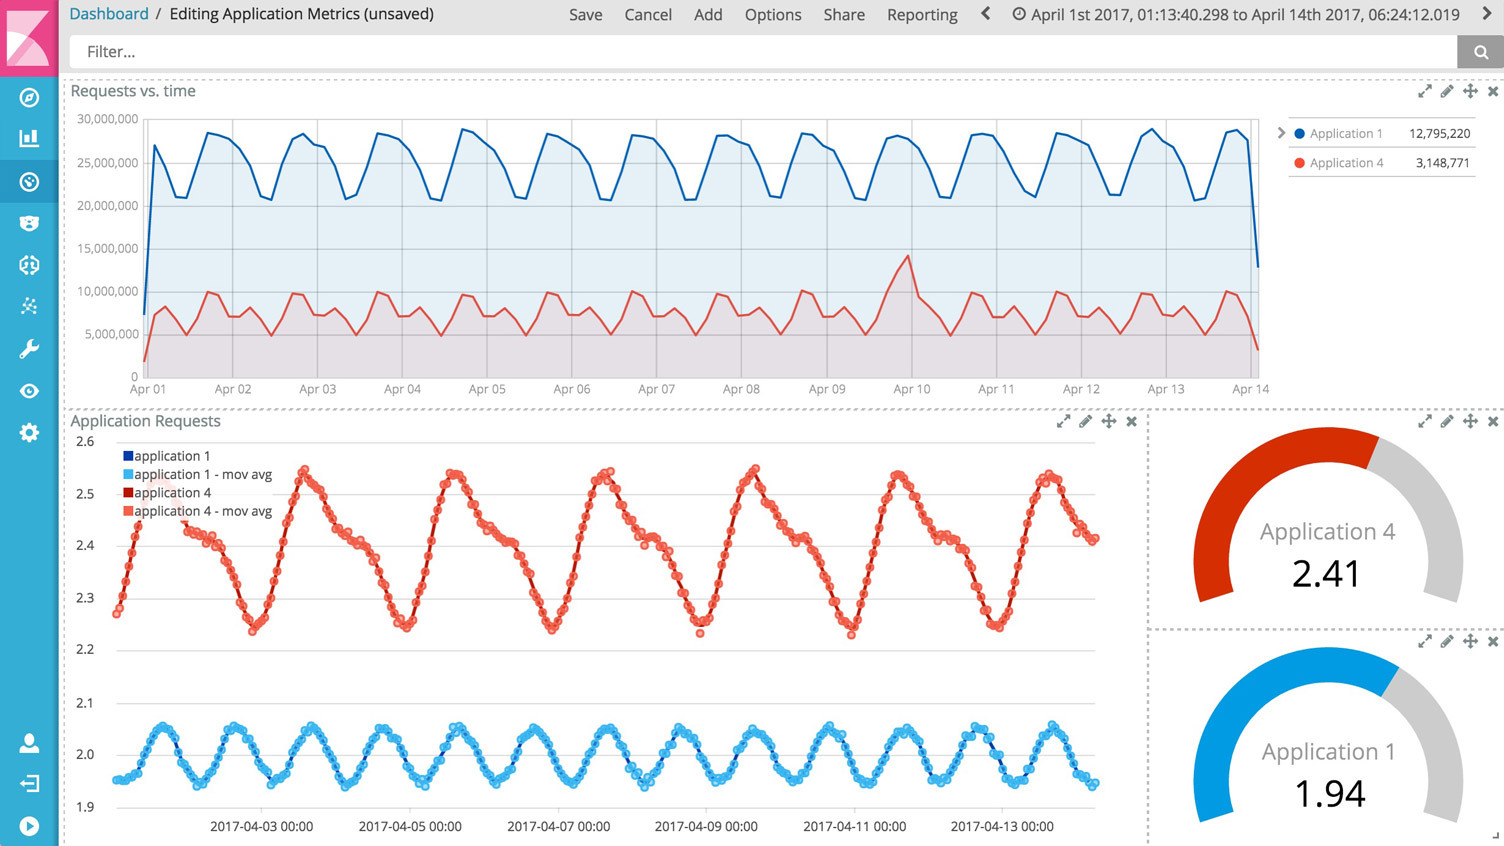 Dashboard / Editing Application Metrics (unsaved)
Save Cancel Add Options Share Reporting April 1st 2017, 01:13:40.298 to April 14th 2017, 06:24:12.019
Filter...
Requests vs. time
30,000,000
25,000,000
20,000,000
15,000,000
10,000,000
5,000,000
0
Apr 01 Apr 02 Apr 03 Apr 04 Apr 05 Apr 06 Apr 07 Apr 08 Apr 09 Apr 10 Apr 11 Apr 12 Apr 13 Apr 14
Application 1 12,795,220
Application 4 3,148,771
Application Requests
2.6
2.5
2.4
2.3
2.2
2.1
2.0
1.9
application 1
application 1 - mov avg
application 4
application 4 - mov avg
2017-04-03 00:00 2017-04-05 00:00 2017-04-07 00:00 2017-04-09 00:00 2017-04-11 00:00 2017-04-13 00:00
Application 4
2.41
Application 1
1.94